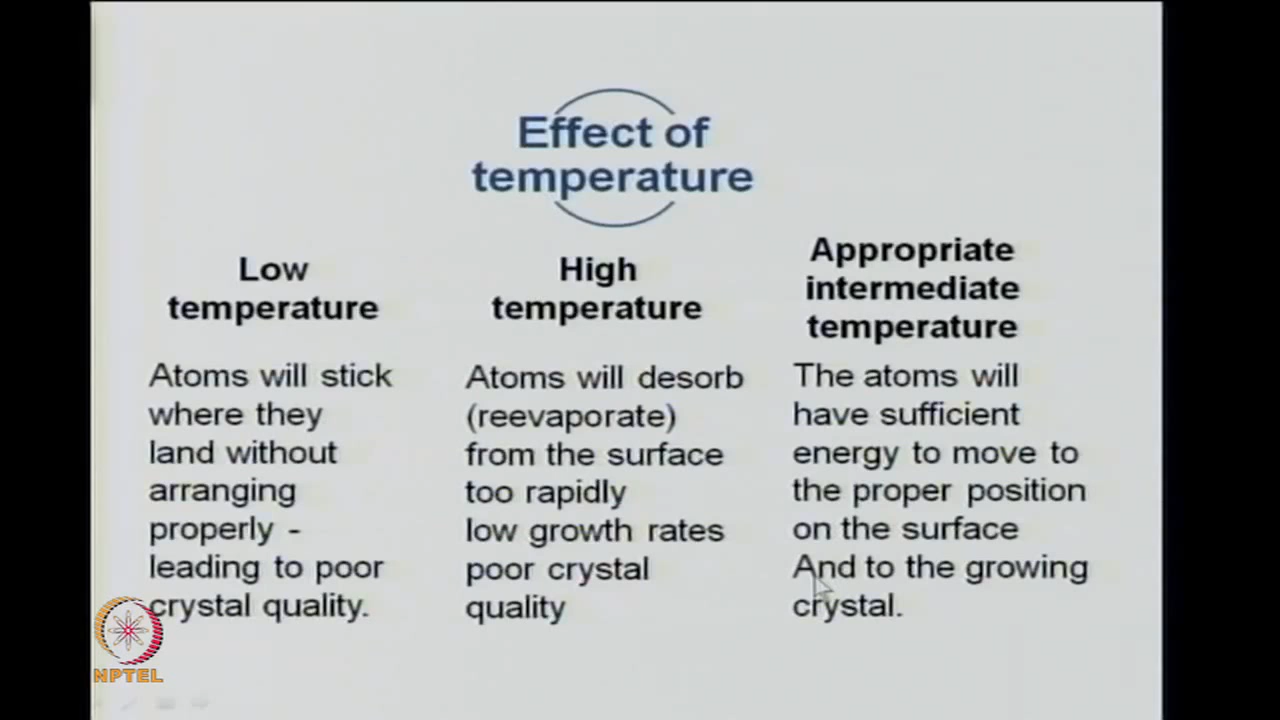 Effect of
temperature
Low
temperature
Atoms will stick
where they
land without
arranging
properly -
leading to poor
crystal quality.
High
temperature
Atoms will desorb
(reevaporate)
from the surface
too rapidly
low growth rates
poor crystal
quality
Appropriate
intermediate
temperature
The atoms will
have sufficient
energy to move to
the proper position
on the surface
And to the growing
crystal.
NPTEL